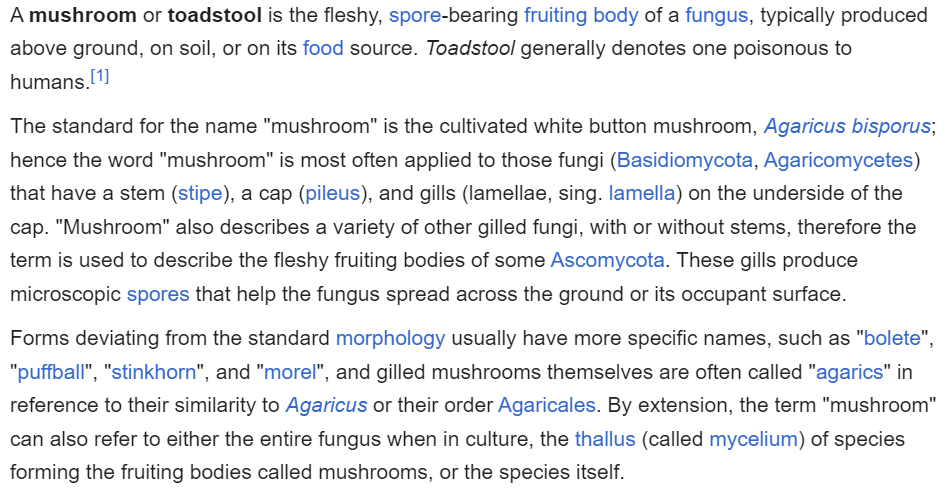 A mushroom or toadstool is the fleshy, spore-bearing fruiting body of a fungus, typically produced
above ground, on soil, or on its food source. Toadstool generally denotes one poisonous to
humans.[1]
The standard for the name "mushroom" is the cultivated white button mushroom, Agaricus bisporus;
hence the word "mushroom" is most often applied to those fungi (Basidiomycota, Agaricomycetes)
that have a stem (stipe), a cap (pileus), and gills (lamellae, sing. lamella) on the underside of the
cap. "Mushroom" also describes a variety of other gilled fungi, with or without stems, therefore the
term is used to describe the fleshy fruiting bodies of some Ascomycota. These gills produce
microscopic spores that help the fungus spread across the ground or its occupant surface.
Forms deviating from the standard morphology usually have more specific names, such as "bolete",
"puffball", "stinkhorn", and "morel", and gilled mushrooms themselves are often called "agarics" in
reference to their similarity to Agaricus or their order Agaricales. By extension, the term "mushroom"
can also refer to either the entire fungus when in culture, the thallus (called mycelium) of species
forming the fruiting bodies called mushrooms, or the species itself.